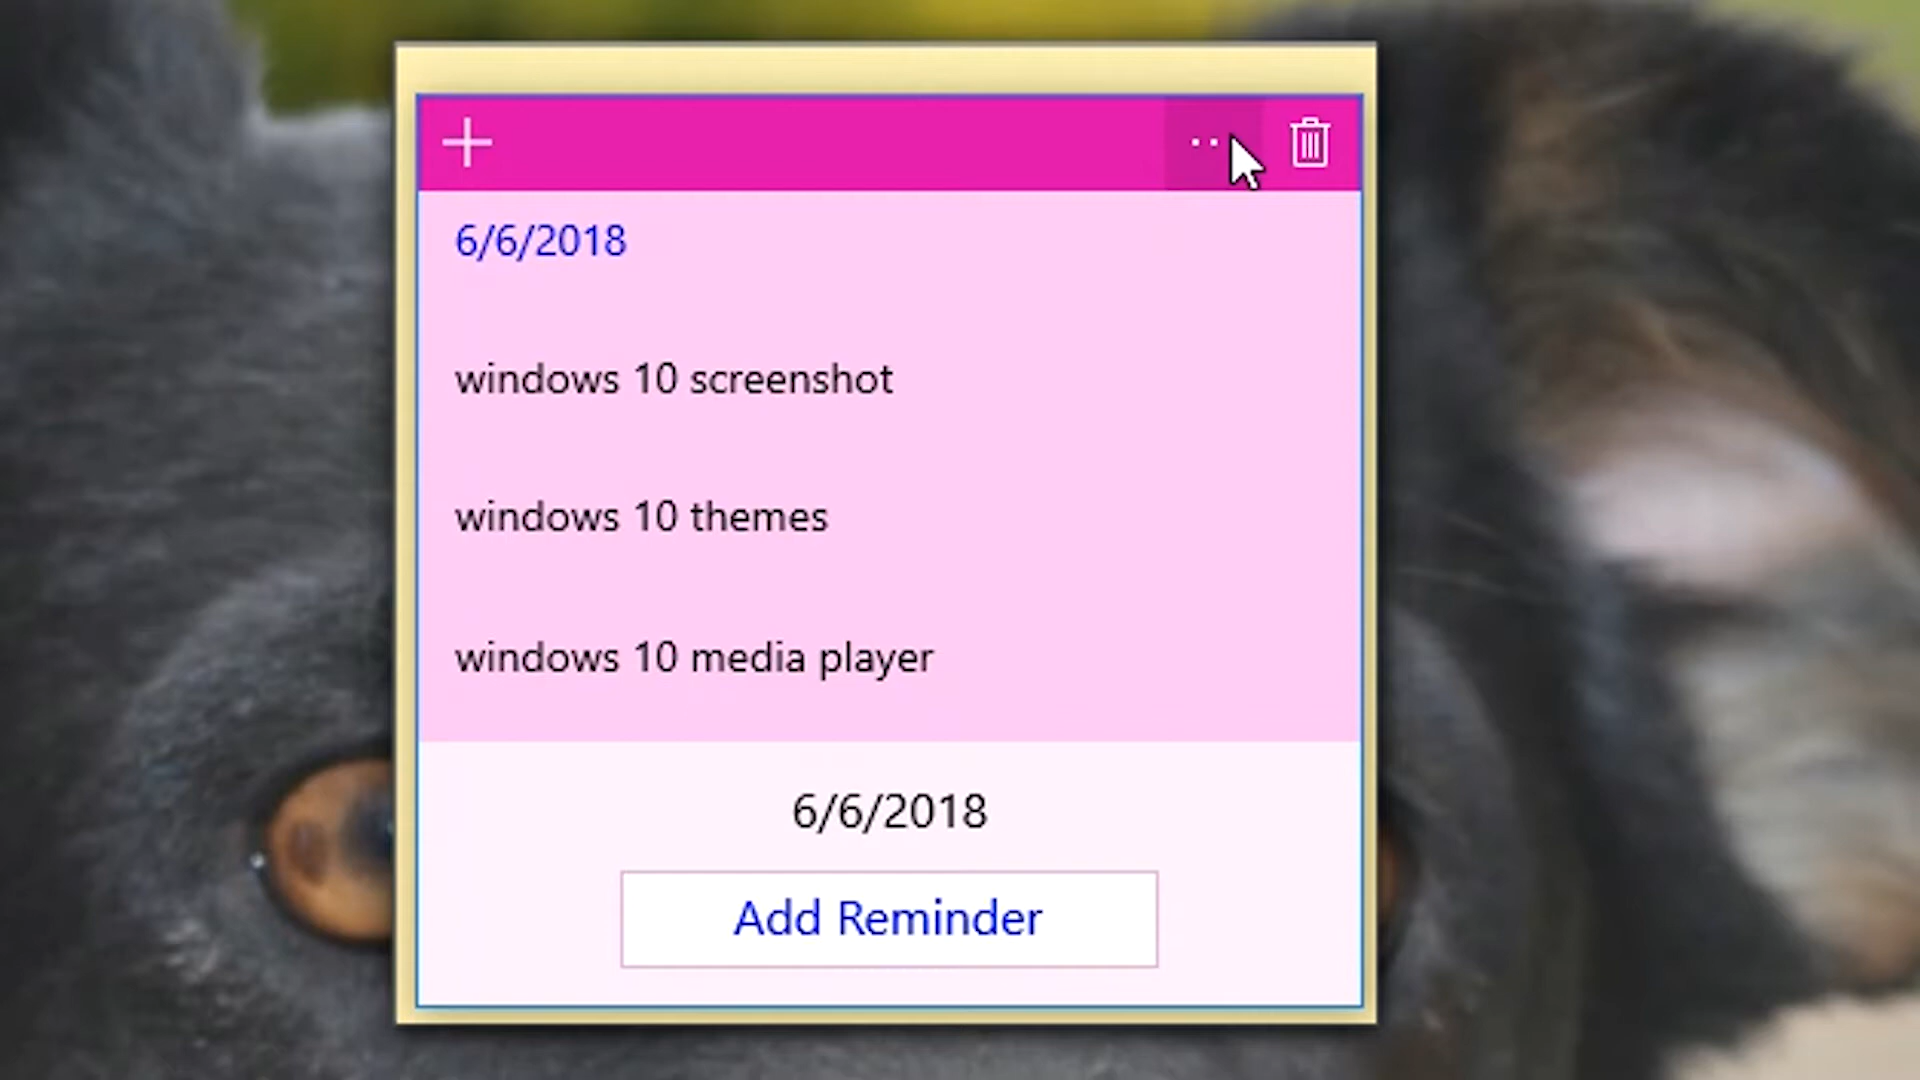 6/6/2018
windows 10 screenshot
windows 10 themes
windows 10 media player
6/6/2018
Add Reminder